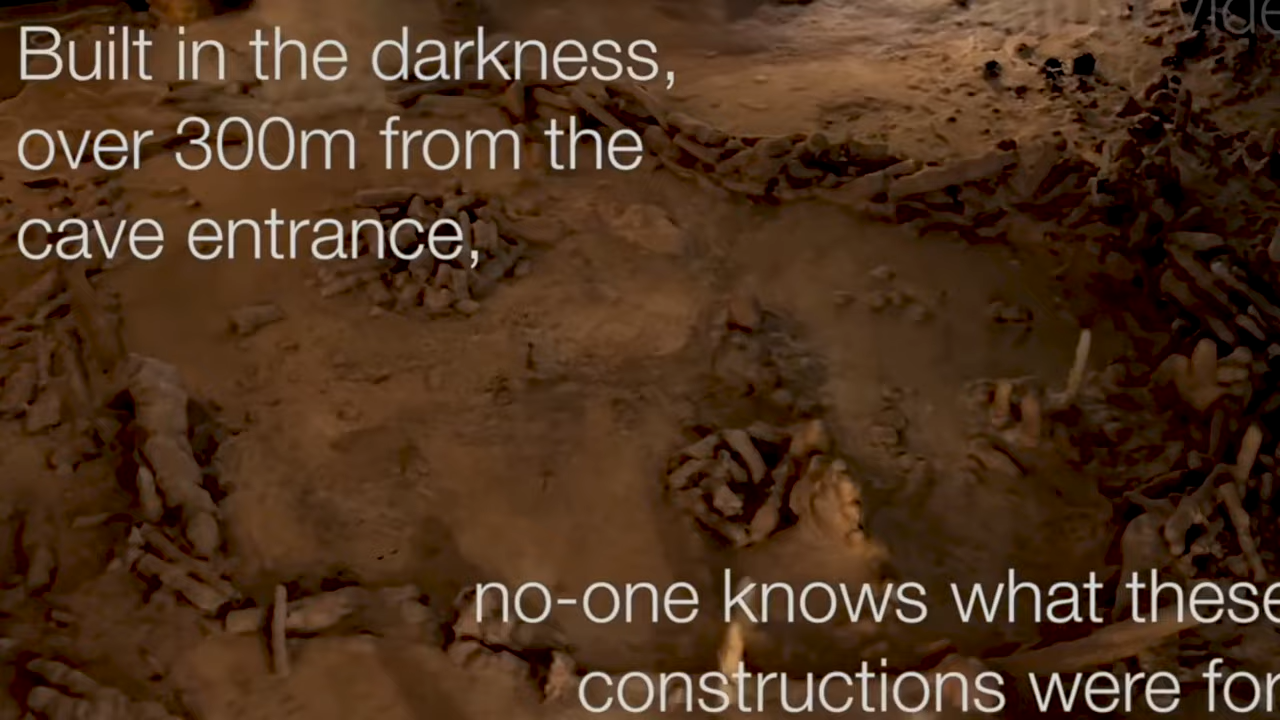 Built in the darkness,
over 300m from the
cave entrance,
no-one knows what these
constructions were for